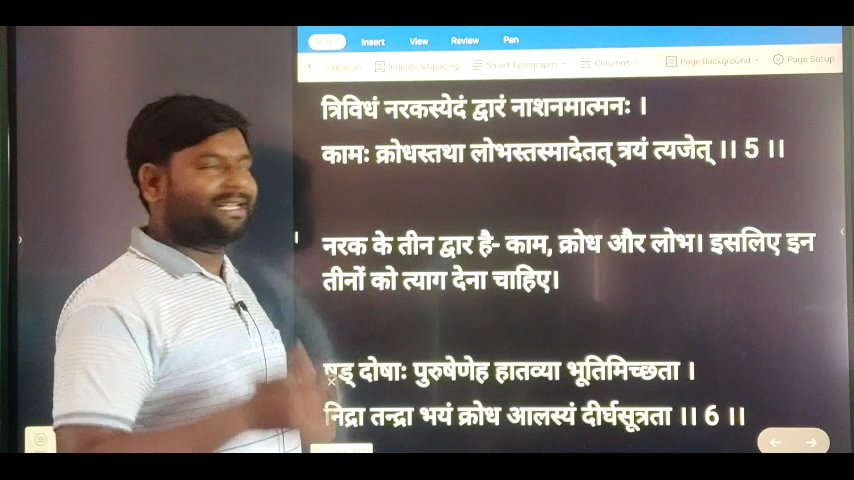 Insert View Review Pen
Indents & Spacing Smart Typography Columns Page Background Page Setup
त्रिविधं नरकस्येदं द्वारं नाशनमात्मनः ।
कामः क्रोधस्तथा लोभस्तस्मादेतत् त्रयं त्यजेत् ।। 5 ।।
नरक के तीन द्वार है- काम, क्रोध और लोभ। इसलिए इन
तीनों को त्याग देना चाहिए।
षड् दोषाः पुरुषेणेह हातव्या भूतिमिच्छता ।
निद्रा तन्द्रा भयं क्रोध आलस्यं दीर्घसूत्रता ।। 6 ।।